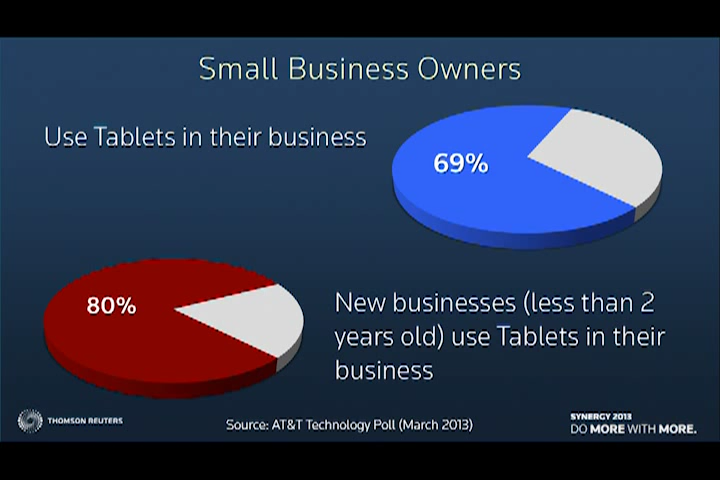 Small Business Owners
Use Tablets in their business
69%
80%
New businesses (less than 2
years old) use Tablets in their
business
THOMSON REUTERS
Source: AT&T Technology Poll (March 2013)
SYNERGY 2013
DO MORE WITH MORE.